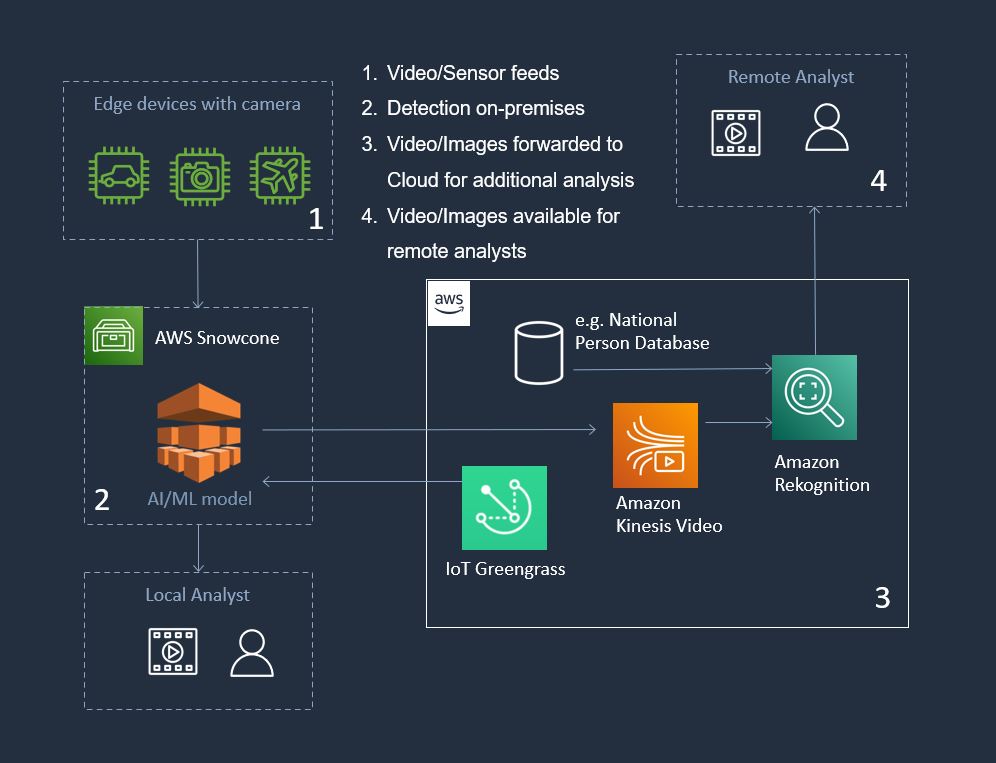 Edge devices with camera
1
1. Video/Sensor feeds
2. Detection on-premises
3. Video/Images forwarded to
Cloud for additional analysis
4. Video/Images available for
remote analysts
Remote Analyst
4
AWS Snowcone
2
AI/ML model
Local Analyst
aws
e.g. National
Person Database
Amazon
Rekognition
Amazon
Kinesis Video
IoT Greengrass
3